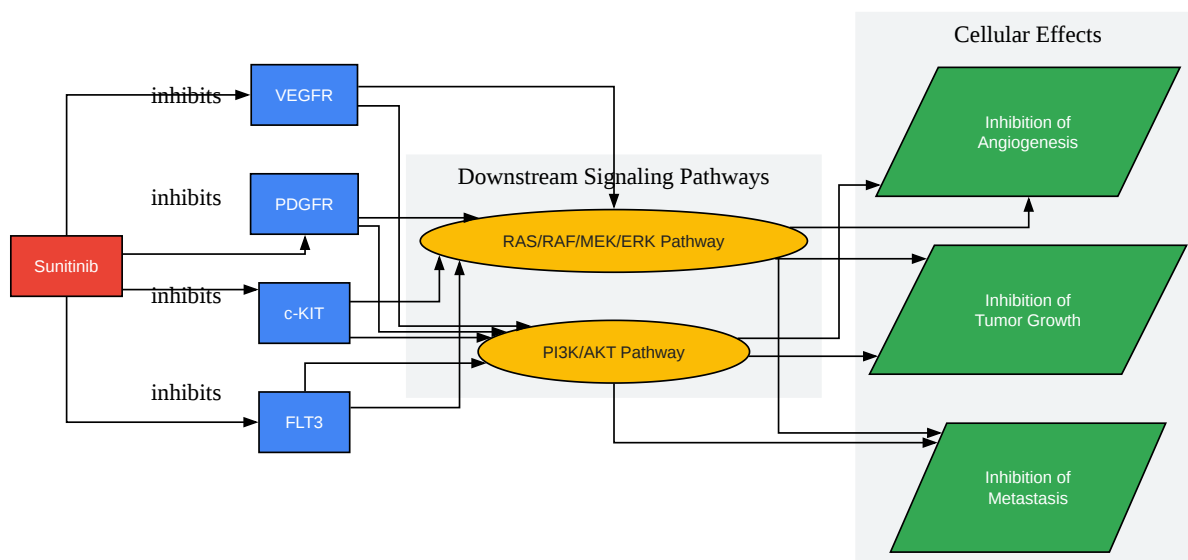 Cellular Effects
inhibits
VEGFR
Inhibition of
Angiogenesis
Downstream Signaling Pathways
inhibits
PDGFR
RAS/RAF/MEK/ERK Pathway
Sunitinib
inhibits
c-KIT
Inhibition of
Tumor Growth
PI3K/AKT Pathway
inhibits
FLT3
Inhibition of
Metastasis